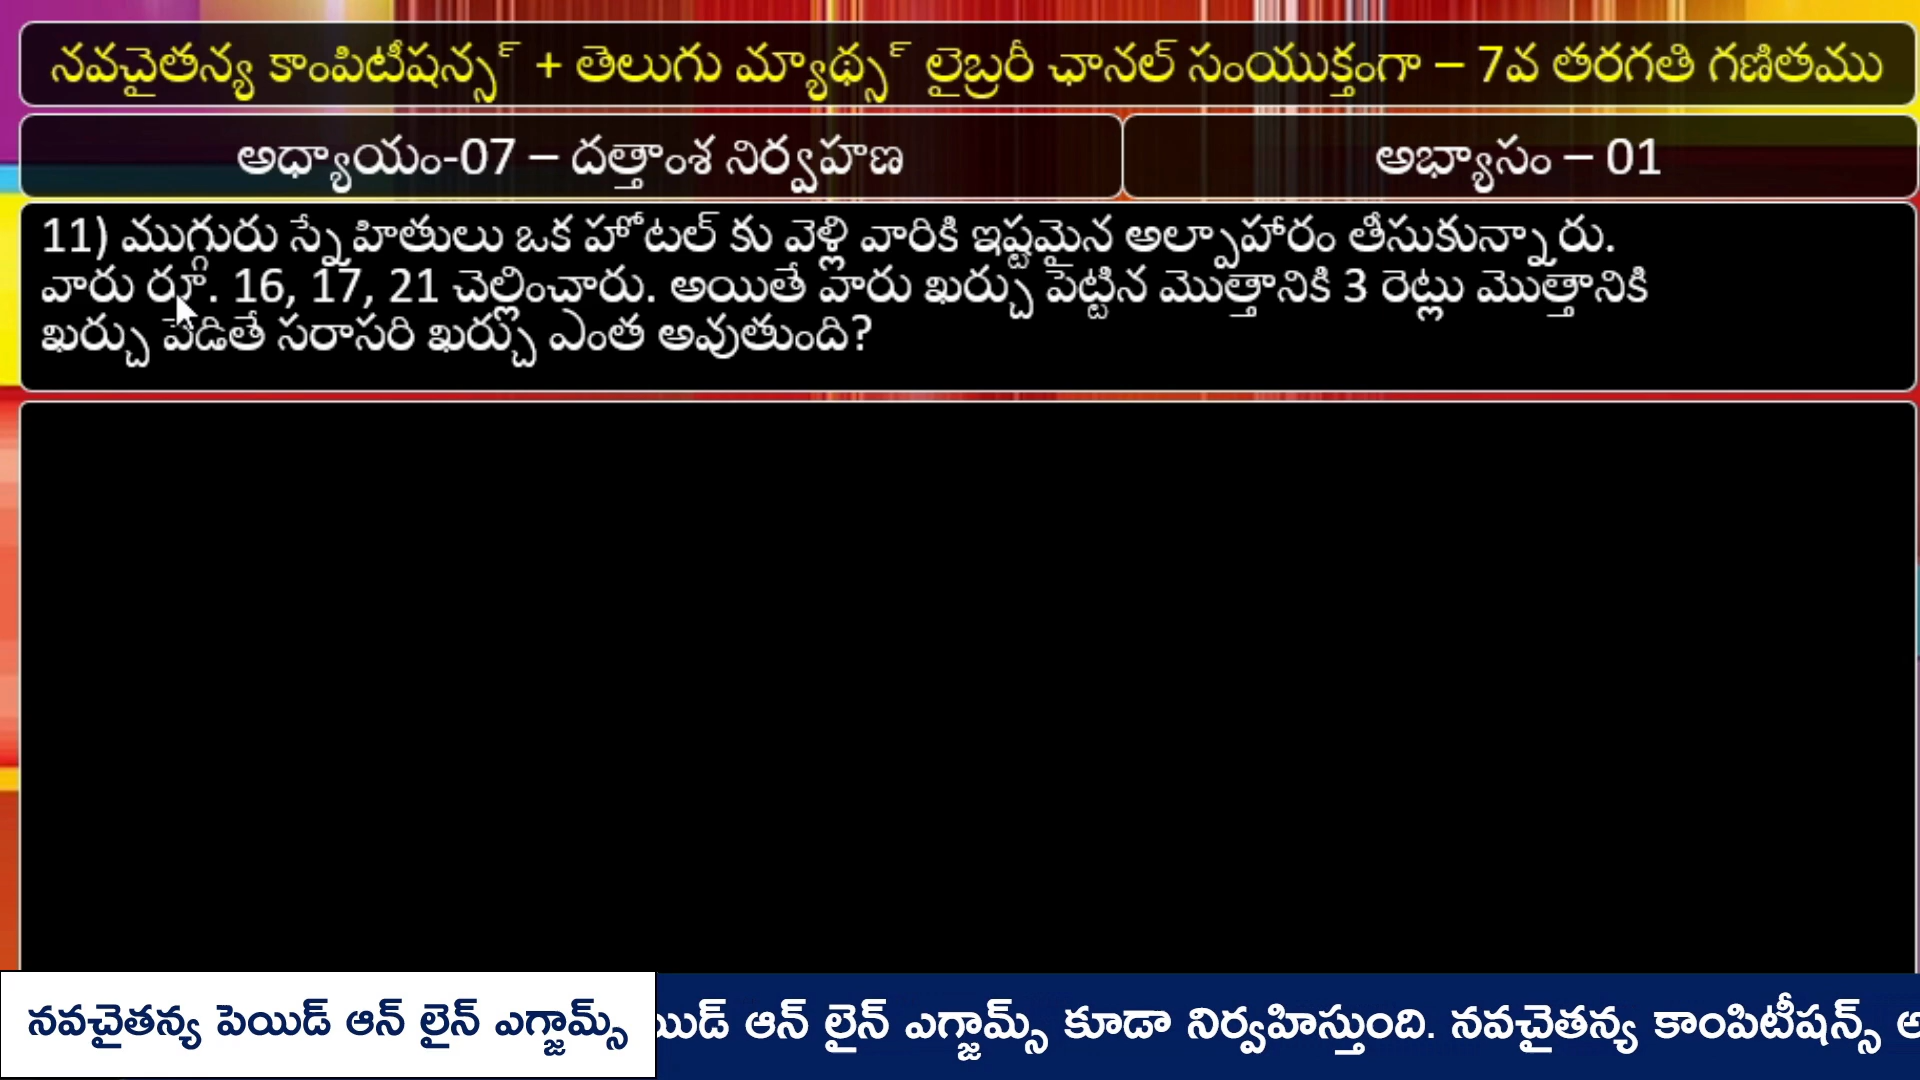 నవచైతన్య కాంపిటీషన్స్ + తెలుగు మ్యాథ్స్ లైబ్రరీ ఛానల్ సంయుక్తంగా – 7వ తరగతి గణితము
అధ్యాయం-07 – దత్తాంశ నిర్వహణ
అభ్యాసం – 01
11) ముగ్గురు స్నేహితులు ఒక హోటల్ కు వెళ్లి వారికి ఇష్టమైన అల్పాహారం తీసుకున్నారు.
వారు రూ. 16, 17, 21 చెల్లించారు. అయితే వారు ఖర్చు పెట్టిన మొత్తానికి 3 రెట్లు మొత్తానికి
ఖర్చు పెడితే సరాసరి ఖర్చు ఎంత అవుతుంది?
నవచైతన్య పెయిడ్ ఆన్ లైన్ ఎగ్జామ్స్
ఆన్ లైన్ ఎగ్జామ్స్ కూడా నిర్వహిస్తుంది. నవచైతన్య కాంపిటీషన్స్